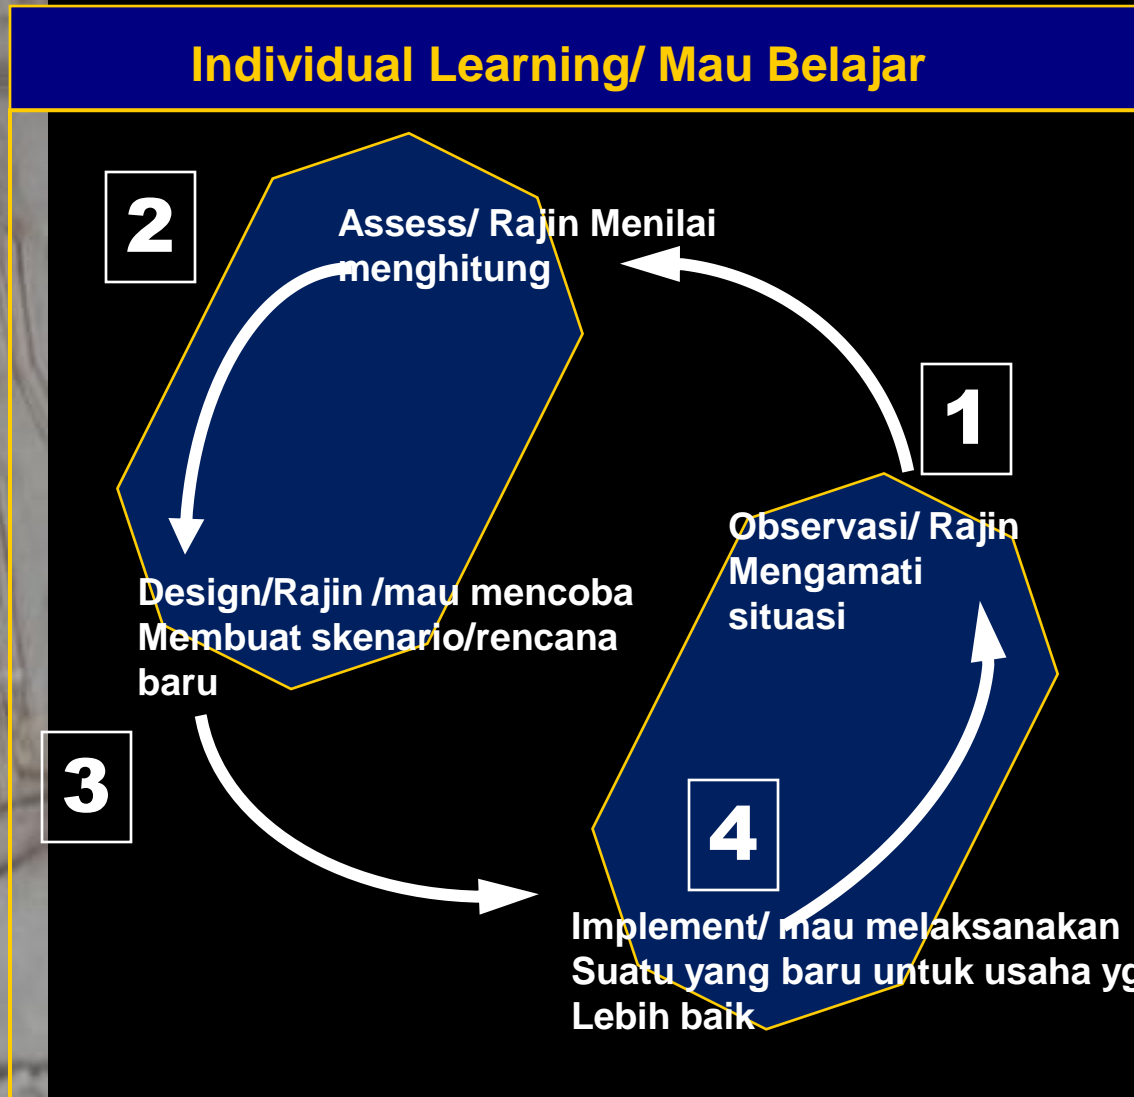 Individual Learning/ Mau Belajar
2
Assess/ Rajin Menilai
menghitung
1
Observasi/ Rajin
Mengamati
situasi
Design/Rajin /mau mencoba
Membuat skenario/rencana
baru
3
4
Implement/ mau melaksanakan
Suatu yang baru untuk usaha yg
Lebih baik